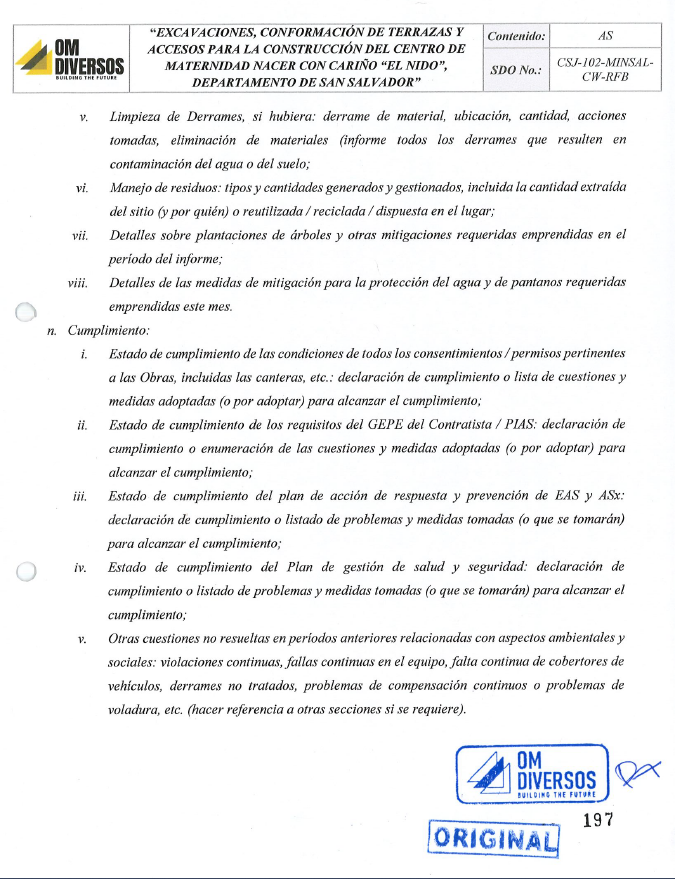 OM
DIVERSOS
BUILDING THE FUTURE
“EXCAVACIONES, CONFORMACIÓN DE TERRAZAS Y
ACCESOS PARA LA CONSTRUCCIÓN DEL CENTRO DE
MATERNIDAD NACER CON CARIÑO “EL NIDO”,
DEPARTAMENTO DE SAN SALVADOR”
Contenido:
AS
SDO No.:
CSJ-102-MINSAL-
CW-RFB
v. Limpieza de Derrames, si hubiera: derrame de material, ubicación, cantidad, acciones
tomadas, eliminación de materiales (informe todos los derrames que resulten en
contaminación del agua o del suelo;
vi. Manejo de residuos: tipos y cantidades generados y gestionados, incluida la cantidad extraída
del sitio (y por quién) o reutilizada / reciclada / dispuesta en el lugar;
vii. Detalles sobre plantaciones de árboles y otras mitigaciones requeridas emprendidas en el
período del informe;
viii. Detalles de las medidas de mitigación para la protección del agua y de pantanos requeridas
emprendidas este mes.
n. Cumplimiento:
i. Estado de cumplimiento de las condiciones de todos los consentimientos / permisos pertinentes
a las Obras, incluidas las canteras, etc.: declaración de cumplimiento o lista de cuestiones y
medidas adoptadas (o por adoptar) para alcanzar el cumplimiento;
ii. Estado de cumplimiento de los requisitos del GEPE del Contratista / PIAS: declaración de
cumplimiento o enumeración de las cuestiones y medidas adoptadas (o por adoptar) para
alcanzar el cumplimiento;
iii. Estado de cumplimiento del plan de acción de respuesta y prevención de EAS y ASx:
declaración de cumplimiento o listado de problemas y medidas tomadas (o que se tomarán)
para alcanzar el cumplimiento;
iv. Estado de cumplimiento del Plan de gestión de salud y seguridad: declaración de
cumplimiento o listado de problemas y medidas tomadas (o que se tomarán) para alcanzar el
cumplimiento;
v. Otras cuestiones no resueltas en períodos anteriores relacionadas con aspectos ambientales y
sociales: violaciones continuas, fallas continuas en el equipo, falta continua de cobertores de
vehículos, derrames no tratados, problemas de compensación continuos o problemas de
voladura, etc. (hacer referencia a otras secciones si se requiere).
OM
DIVERSOS
BUILDING THE FUTURE
197
ORIGINAL